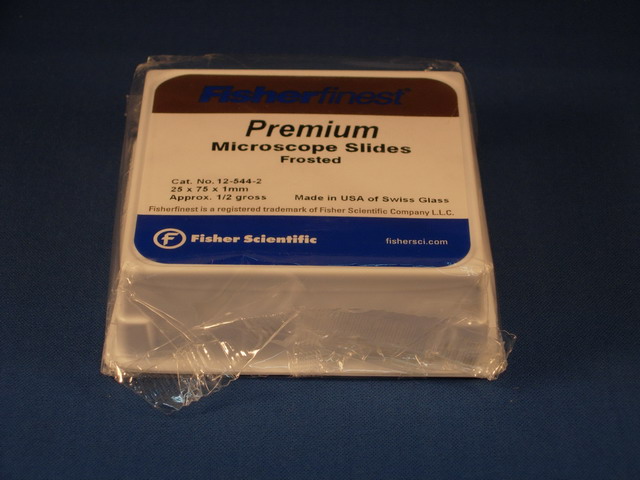 Fisherfinest®
Premium
Microscope Slides
Frosted
Cat. No. 12-544-2
25 x 75 x 1mm
Approx. 1/2 gross Made in USA of Swiss Glass
Fisherfinest is a registered trademark of Fisher Scientific Company L.L.C.
F Fisher Scientific fishersci.com